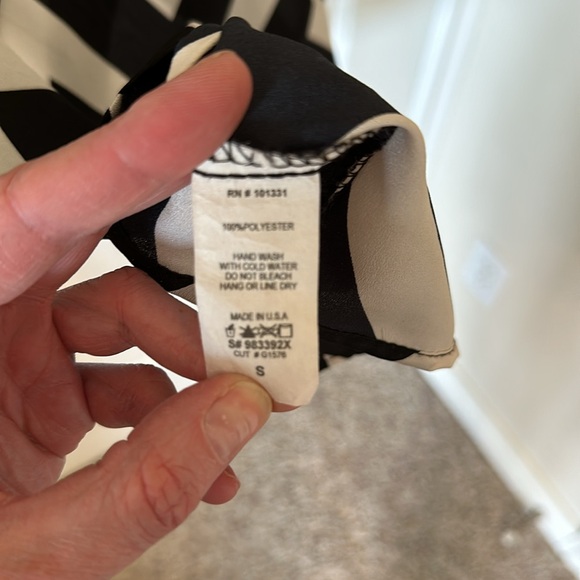 RN # 101331
100%POLYESTER
HAND WASH
WITH COLD WATER
DO NOT BLEACH
HANG OR LINE DRY
MADE IN U.S.A
S# 983392X
CUT # G1576
S